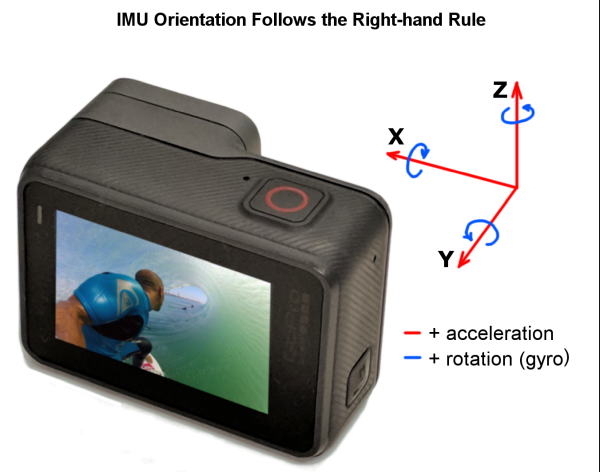 IMU Orientation Follows the Right-hand Rule
Z
X
Y
+ acceleration
+ rotation (gyro)